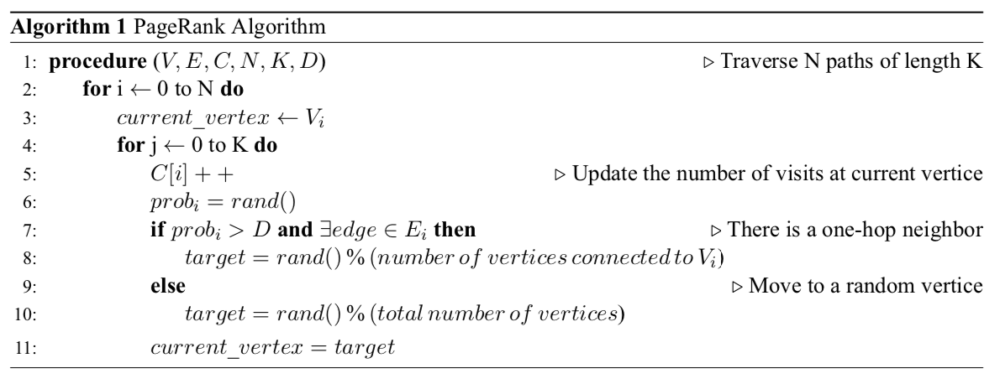 Algorithm 1 PageRank Algorithm
1: procedure (V, E, C, N, K, D) ▷ Traverse N paths of length K
2: for i ← 0 to N do
3: current_vertex ← V_i
4: for j ← 0 to K do
5: C[i] + + ▷ Update the number of visits at current vertice
6: prob_i = rand()
7: if prob_i > D and ∃edge ∈ E_i then ▷ There is a one-hop neighbor
8: target = rand() % (number of vertices connected to V_i)
9: else ▷ Move to a random vertice
10: target = rand() % (total number of vertices)
11: current_vertex = target